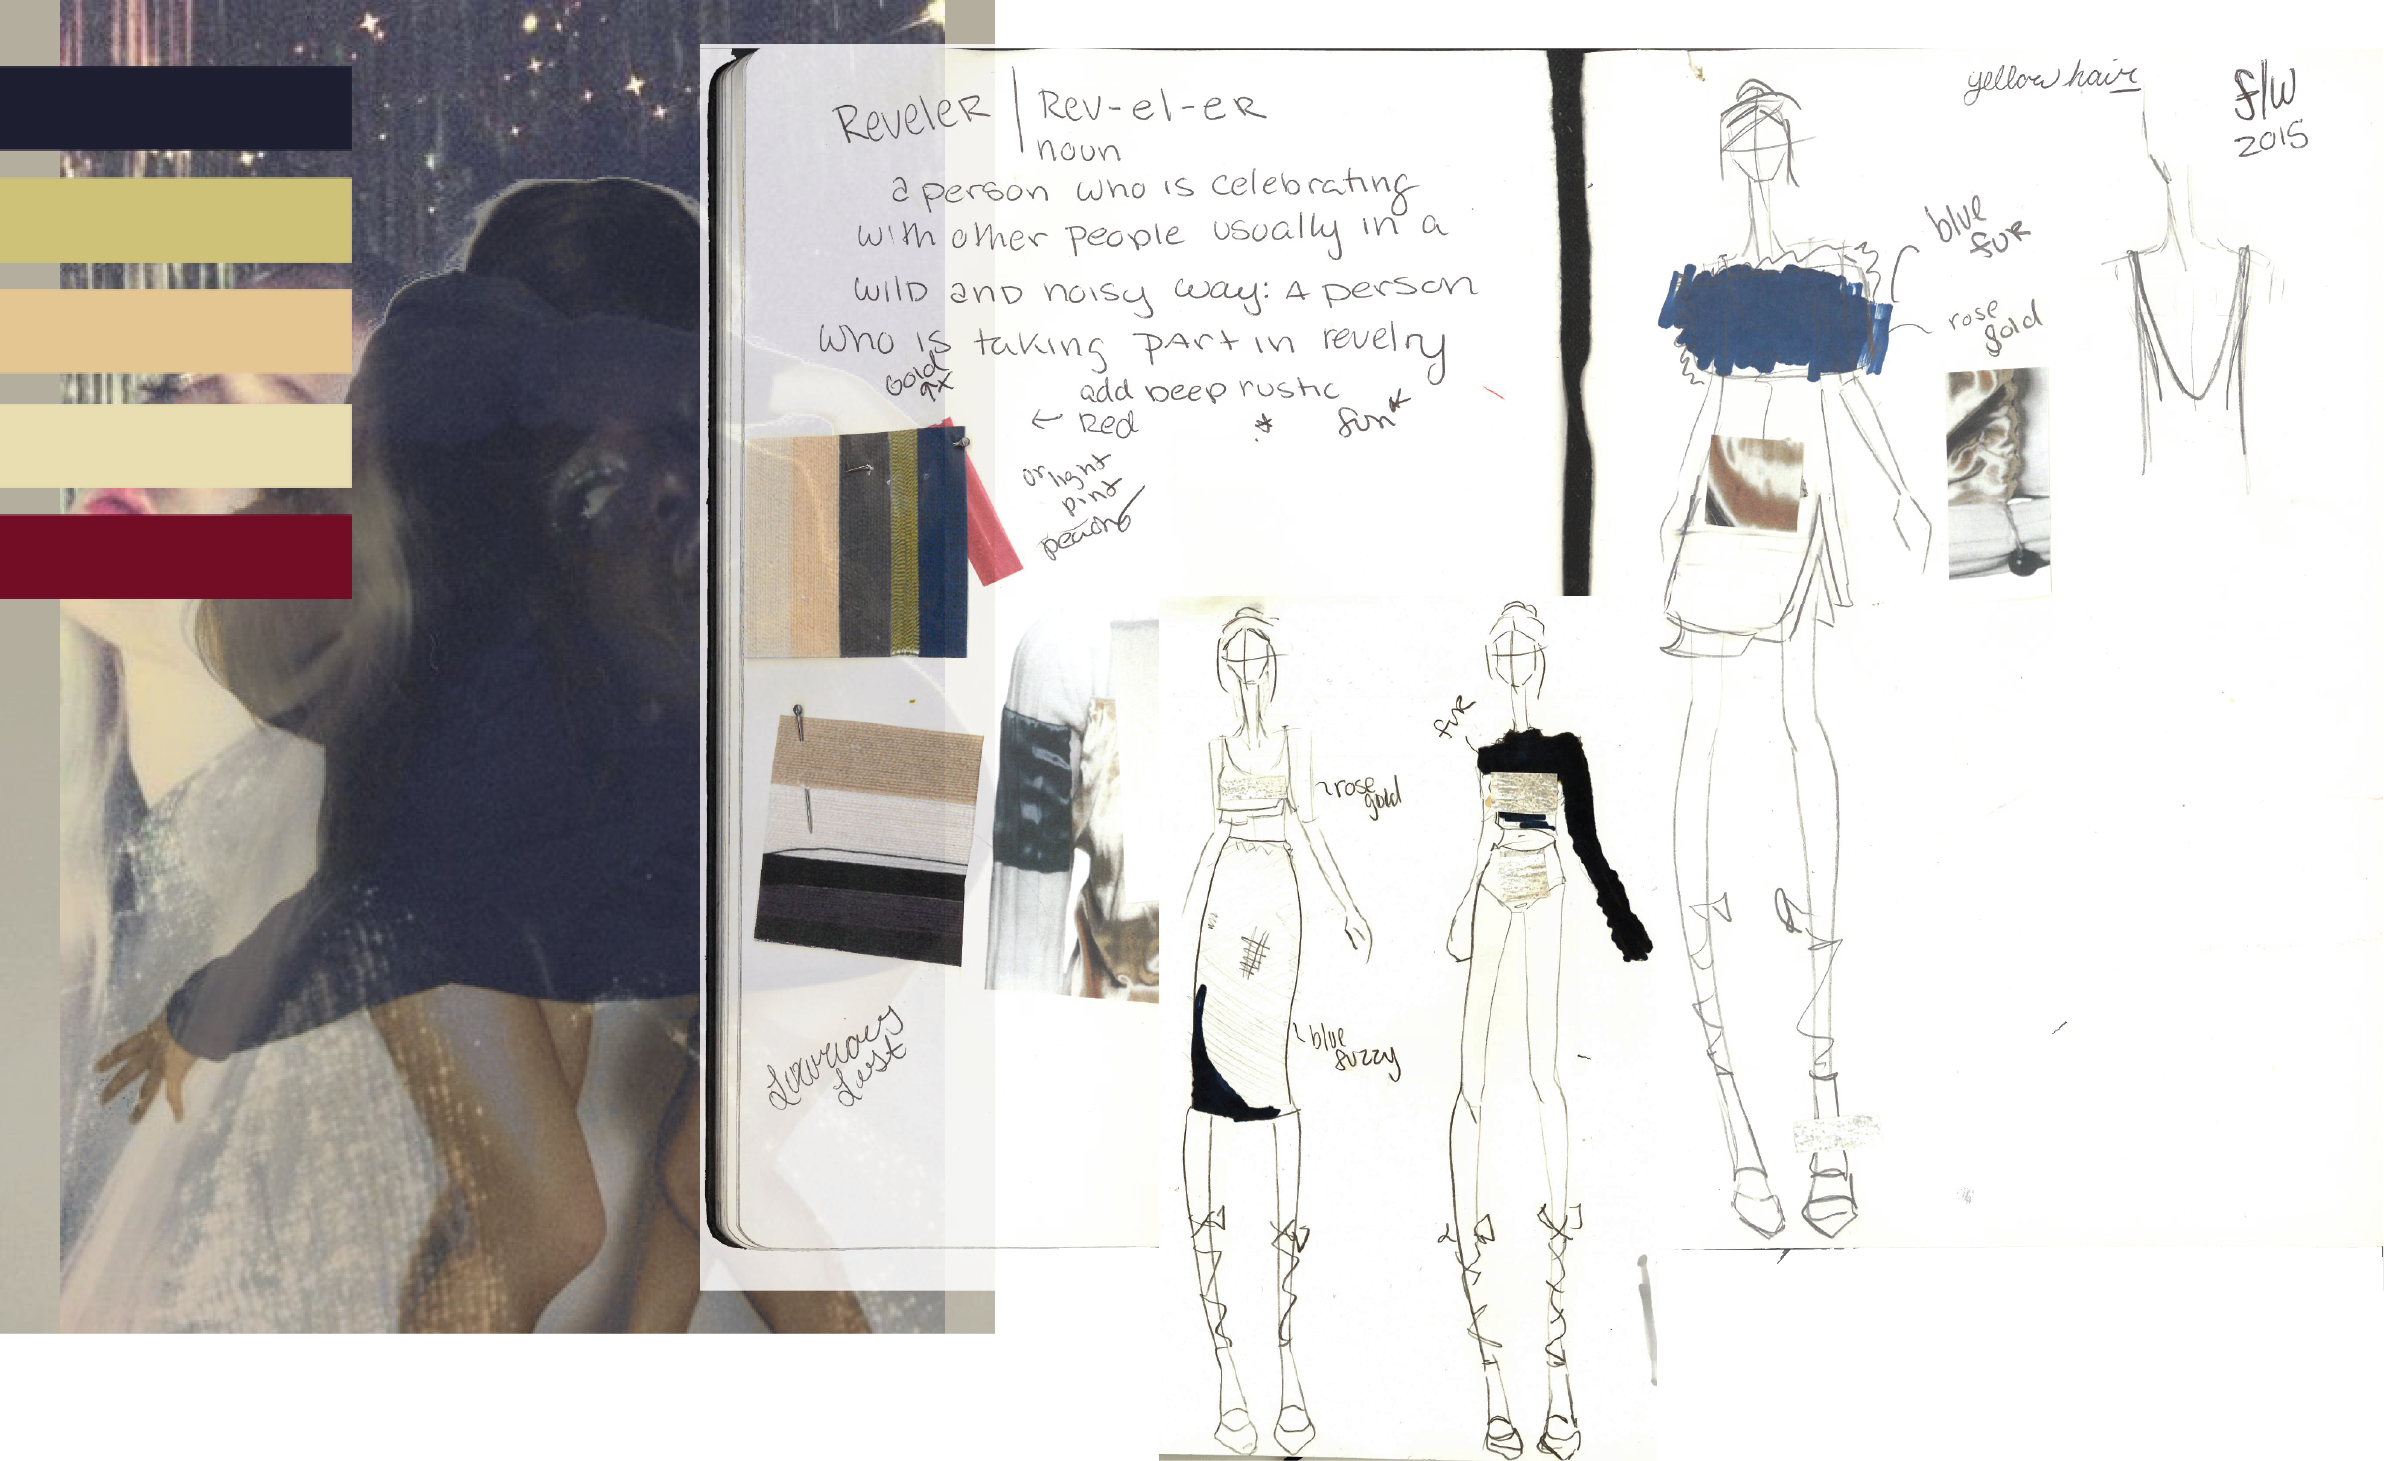 Reveler | Rev-el-er
noun
a person who is celebrating
with other people usually in a
wild and noisy way: A person
who is taking part in revelry
add deep rustic
← Red * fun*
Gold
or light
pink
yellow hair
F/W
2015
blue
fur
rose
gold
fur
rose
gold
blue
fuzzy
Lust